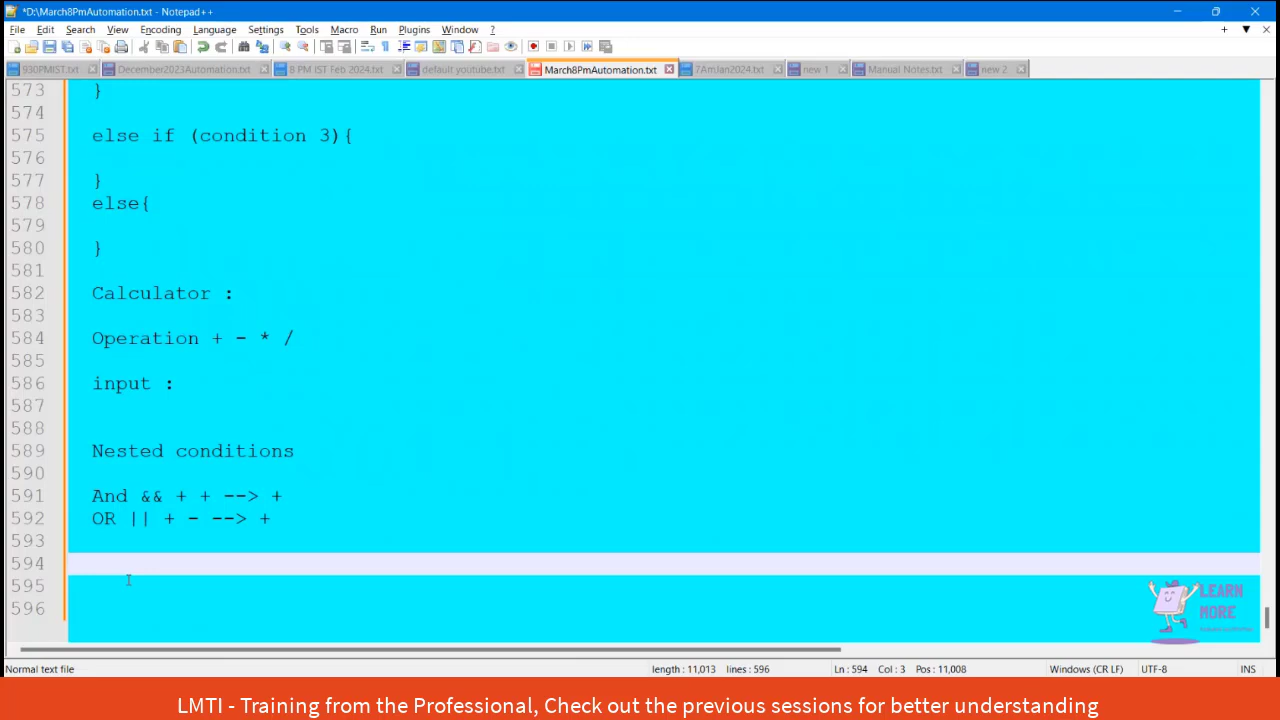 *D:\March8PmAutomation.txt - Notepad++
File Edit Search View Encoding Language Settings Tools Macro Run Plugins Window ?
930PMIST.txt December2023Automation.txt 8 PM IST Feb 2024.txt default youtube.txt March8PmAutomation.txt 7AmJan2024.txt new 1 Manual Notes.txt new 2
573 }
574
575 else if (condition 3){
576
577 }
578 else{
579
580 }
581
582 Calculator :
583
584 Operation + - * /
585
586 input :
587
588
589 Nested conditions
590
591 And && + + --> +
592 OR || + - --> +
593
594
595
596
LEARN
MORE
Normal text file length : 11,013 lines : 596 Ln : 594 Col : 3 Pos : 11,008 Windows (CR LF) UTF-8 INS
LMTI - Training from the Professional, Check out the previous sessions for better understanding